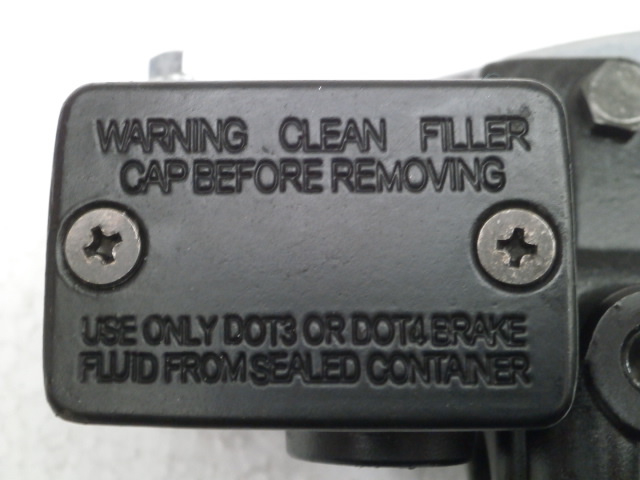 WARNING CLEAN FILLER
CAP BEFORE REMOVING
USE ONLY DOT3 OR DOT4 BRAKE
FLUID FROM SEALED CONTAINER